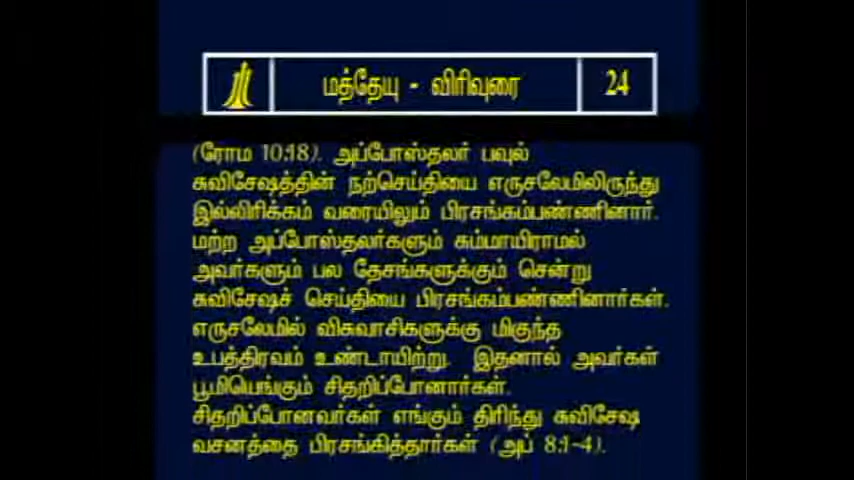 மத்தேயு - விரிவுரை 24
(ரோம 10:18). அப்போஸ்தலர் பவுல்
சுவிசேஷத்தின் நற்செய்தியை எருசலேமிலிருந்து
இல்லிரிக்கம் வரையிலும் பிரசங்கம்பண்ணினார்.
மற்ற அப்போஸ்தலர்களும் சும்மாயிராமல்
அவர்களும் பல தேசங்களுக்கும் சென்று
சுவிசேஷச் செய்தியை பிரசங்கம்பண்ணினார்கள்.
எருசலேமில் விசுவாசிகளுக்கு மிகுந்த
உபத்திரவம் உண்டாயிற்று. இதனால் அவர்கள்
பூமியெங்கும் சிதறிப்போனார்கள்.
சிதறிப்போனவர்கள் எங்கும் திரிந்து சுவிசேஷ
வசனத்தை பிரசங்கித்தார்கள் (அப் 8:1-4).